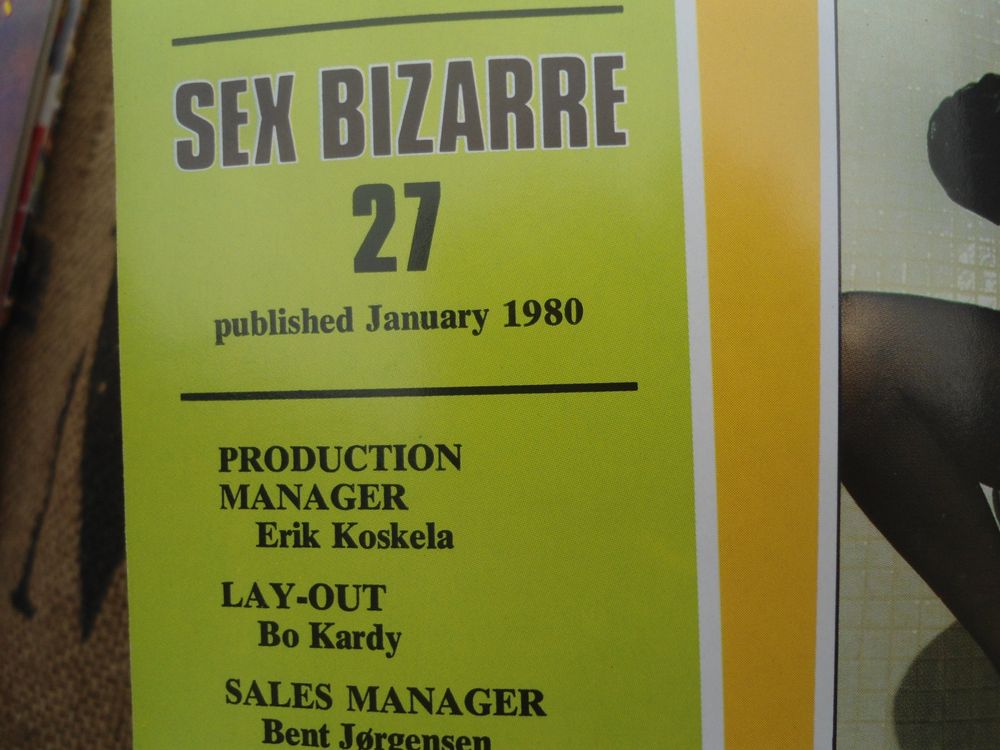 SEX BIZARRE
27
published January 1980
PRODUCTION
MANAGER
Erik Koskela
LAY-OUT
Bo Kardy
SALES MANAGER
Bent Jørgensen